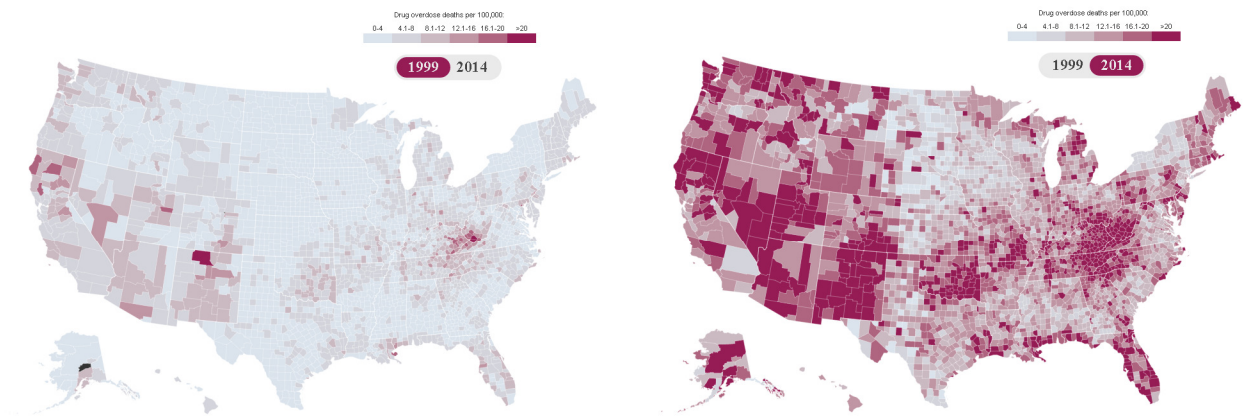 Drug overdose deaths per 100,000:
0-4 4.1-8 8.1-12 12.1-16 16.1-20 >20
1999 2014
Drug overdose deaths per 100,000:
0-4 4.1-8 8.1-12 12.1-16 16.1-20 >20
1999 2014